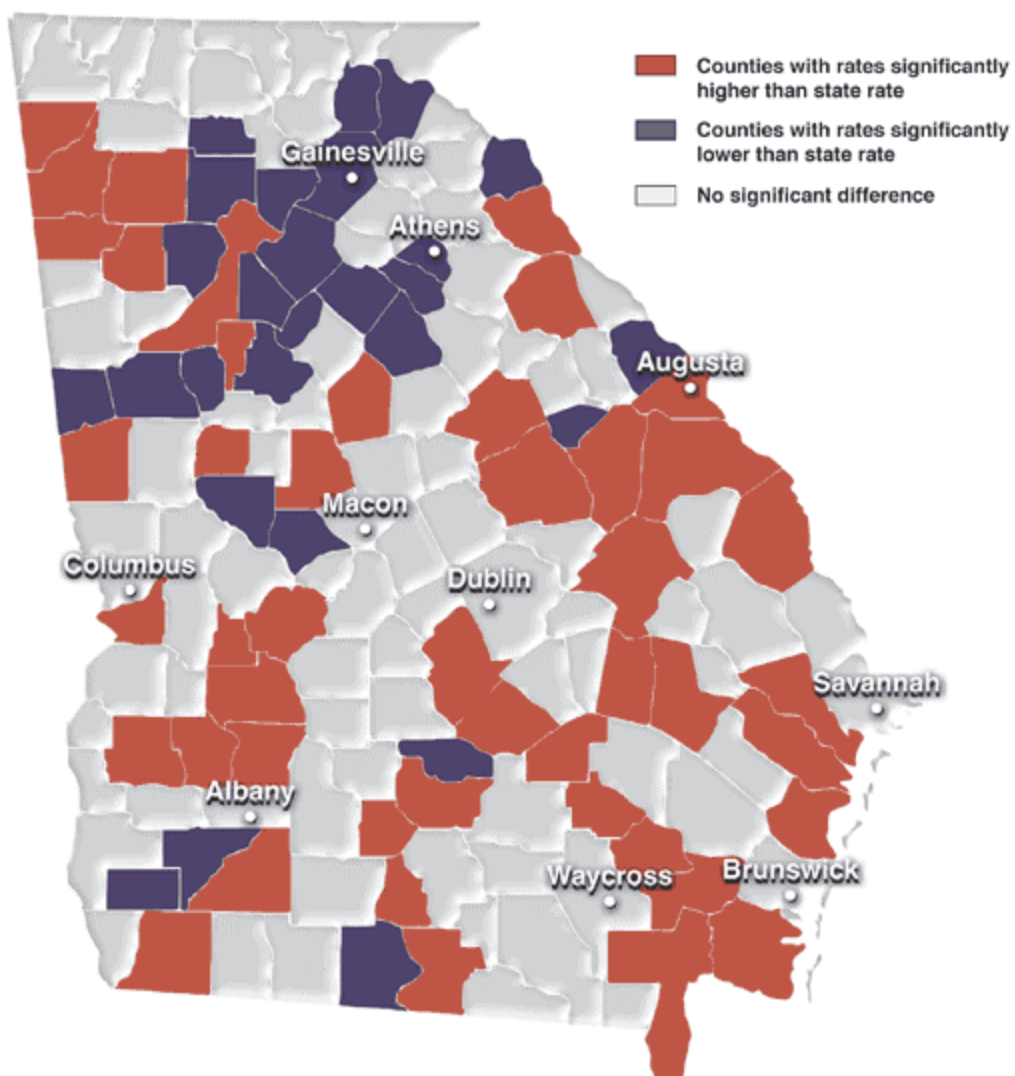 Counties with rates significantly
higher than state rate
Counties with rates significantly
lower than state rate
No significant difference
Gainesville
Athens
Augusta
Macon
Columbus
Dublin
Savannah
Albany
Waycross
Brunswick